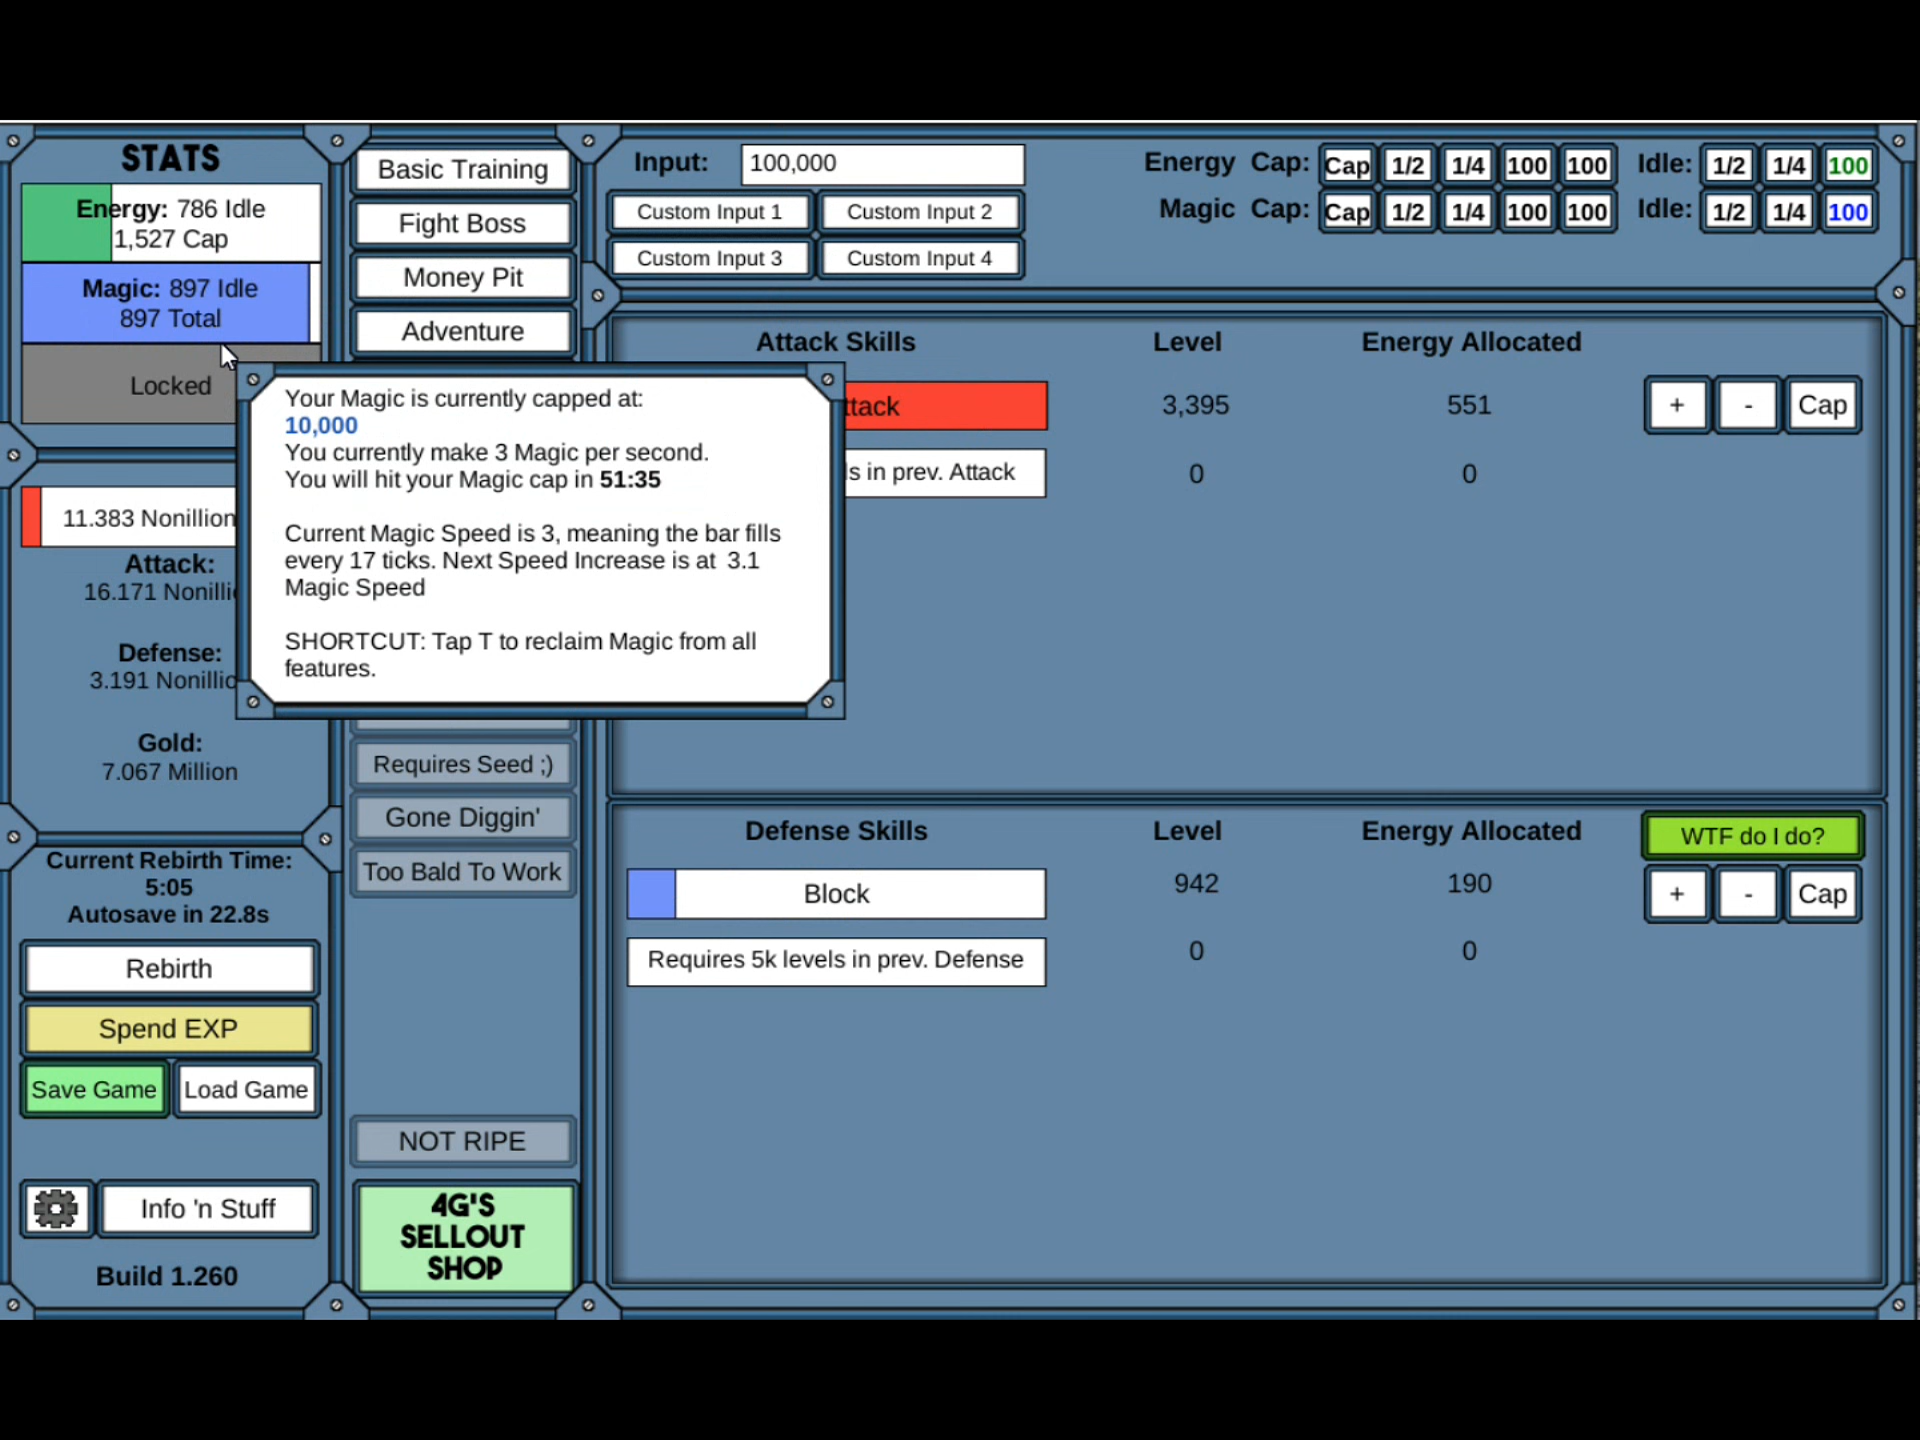 STATS
Energy: 786 Idle
1,527 Cap
Magic: 897 Idle
897 Total
Locked
11.383 Nonillion
Attack:
16.171
Defense:
3.191
Gold:
7.067 Million
Current Rebirth Time:
5:05
Autosave in 22.8s
Rebirth
Spend EXP
Save Game
Load Game
Info 'n Stuff
Build 1.260
Basic Training
Fight Boss
Money Pit
Adventure
Your Magic is currently capped at:
10,000
You currently make 3 Magic per second.
You will hit your Magic cap in 51:35
Current Magic Speed is 3, meaning the bar fills
every 17 ticks. Next Speed Increase is at 3.1
Magic Speed
SHORTCUT: Tap T to reclaim Magic from all
features.
Requires Seed ;)
Gone Diggin'
Too Bald To Work
NOT RIPE
4G'S
SELLOUT
SHOP
Input: 100,000
Custom Input 1
Custom Input 2
Custom Input 3
Custom Input 4
Energy Cap: Cap 1/2 1/4 100 100 Idle: 1/2 1/4 100
Magic Cap: Cap 1/2 1/4 100 100 Idle: 1/2 1/4 100
Attack Skills Level Energy Allocated
3,395 551 + - Cap
in prev. Attack 0 0
Defense Skills Level Energy Allocated WTF do I do?
Block 942 190 + - Cap
Requires 5k levels in prev. Defense 0 0